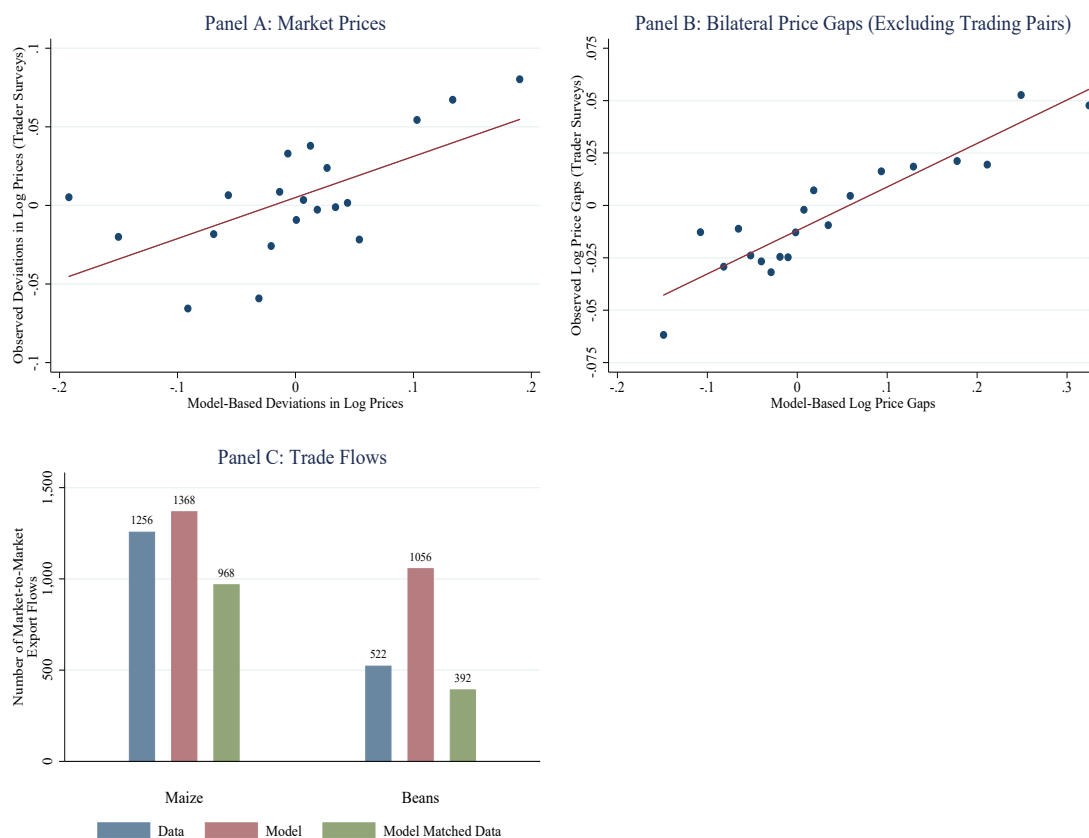 Panel A: Market Prices
Observed Deviations in Log Prices (Trader Surveys)
.1
.05
0
-.05
-.1
-.2
-.1
0
.1
.2
Model-Based Deviations in Log Prices
Panel B: Bilateral Price Gaps (Excluding Trading Pairs)
Observed Log Price Gaps (Trader Surveys)
.075
.05
.025
0
-.025
-.05
-.075
-.2
-.1
0
.1
.2
.3
Model-Based Log Price Gaps
Panel C: Trade Flows
Number of Market-to-Market
Export Flows
1,500
1,000
500
0
1256
1368
968
522
1056
392
Maize
Beans
Data
Model
Model Matched Data